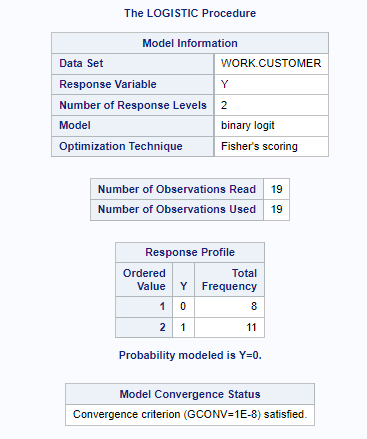 The LOGISTIC Procedure
Model Information
Data Set WORK.CUSTOMER
Response Variable Y
Number of Response Levels 2
Model binary logit
Optimization Technique Fisher's scoring
Number of Observations Read 19
Number of Observations Used 19
Response Profile
Ordered Total
Value Y Frequency
1 0 8
2 1 11
Probability modeled is Y=0.
Model Convergence Status
Convergence criterion (GCONV=1E-8) satisfied.